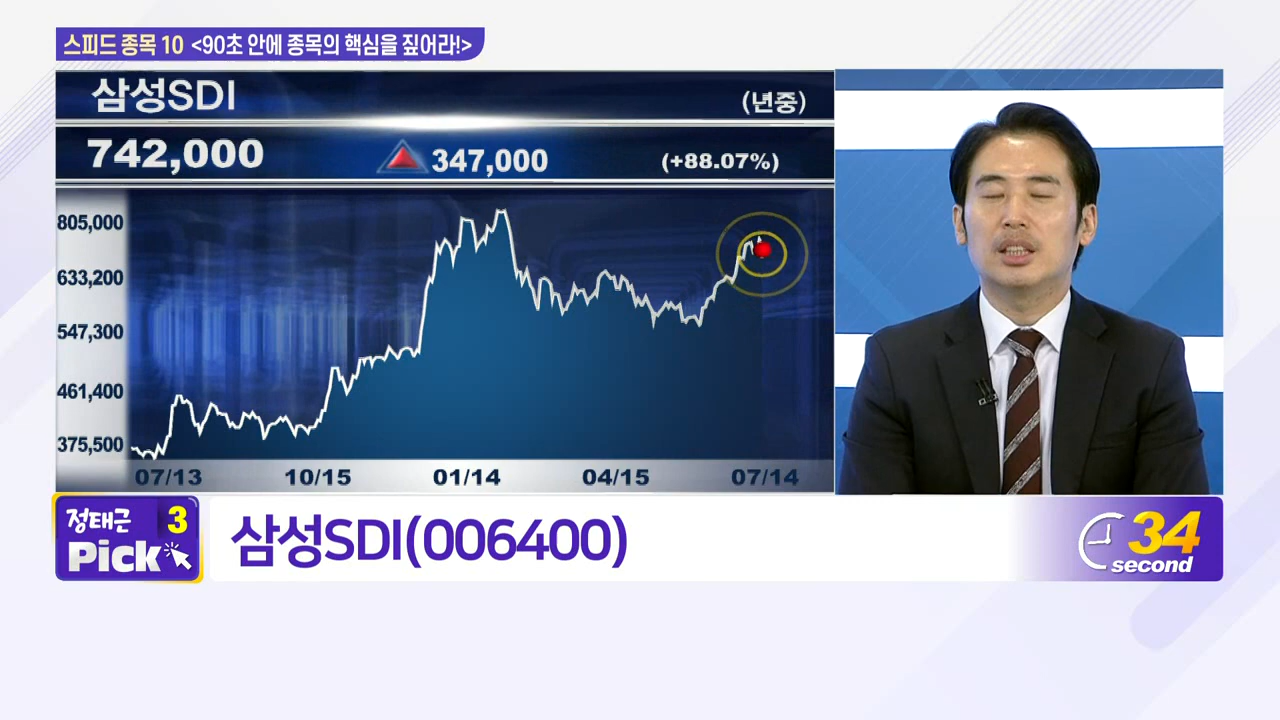 스피드 종목 10 <90초 안에 종목의 핵심을 짚어라!>
삼성SDI
(년중)
742,000
347,000
(+88.07%)
805,000
633,200
547,300
461,400
375,500
07/13
10/15
01/14
04/15
07/14
정태근 3
Pick
삼성SDI(006400)
34
second